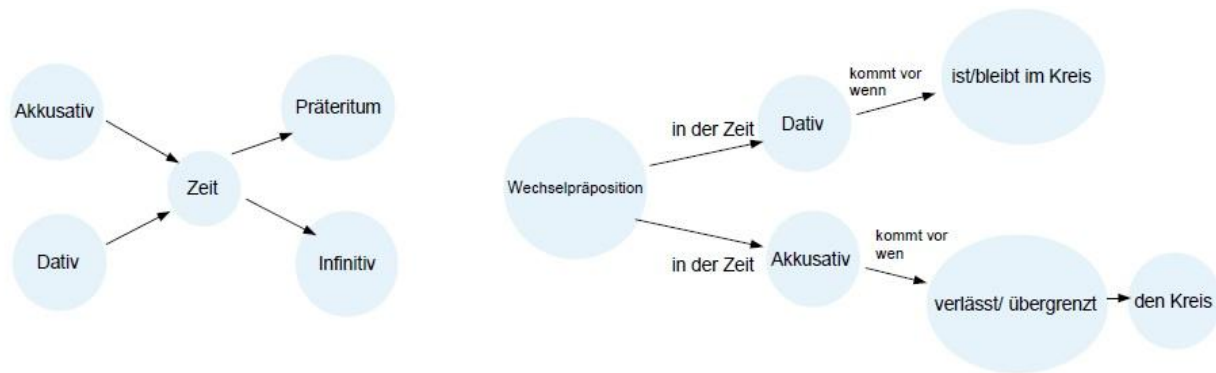 Akkusativ
Präteritum
Zeit
Dativ
Infinitiv
Wechselpräposition
in der Zeit
Dativ
kommt vor
wenn
ist/bleibt im Kreis
in der Zeit
Akkusativ
kommt vor
wen
verlässt/ übergrenzt
den Kreis